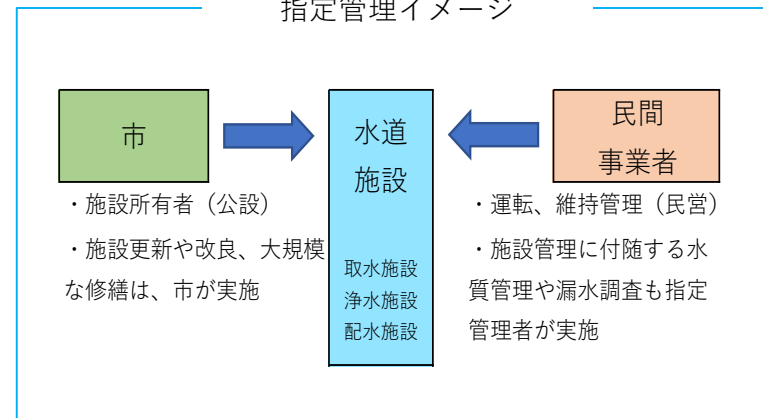 指定管理イメージ
市
・施設所有者（公設）
・施設更新や改良、大規模
な修繕は、市が実施
水道
施設
取水施設
浄水施設
配水施設
民間
事業者
・運転、維持管理（民営）
・施設管理に付随する水
質管理や漏水調査も指定
管理者が実施